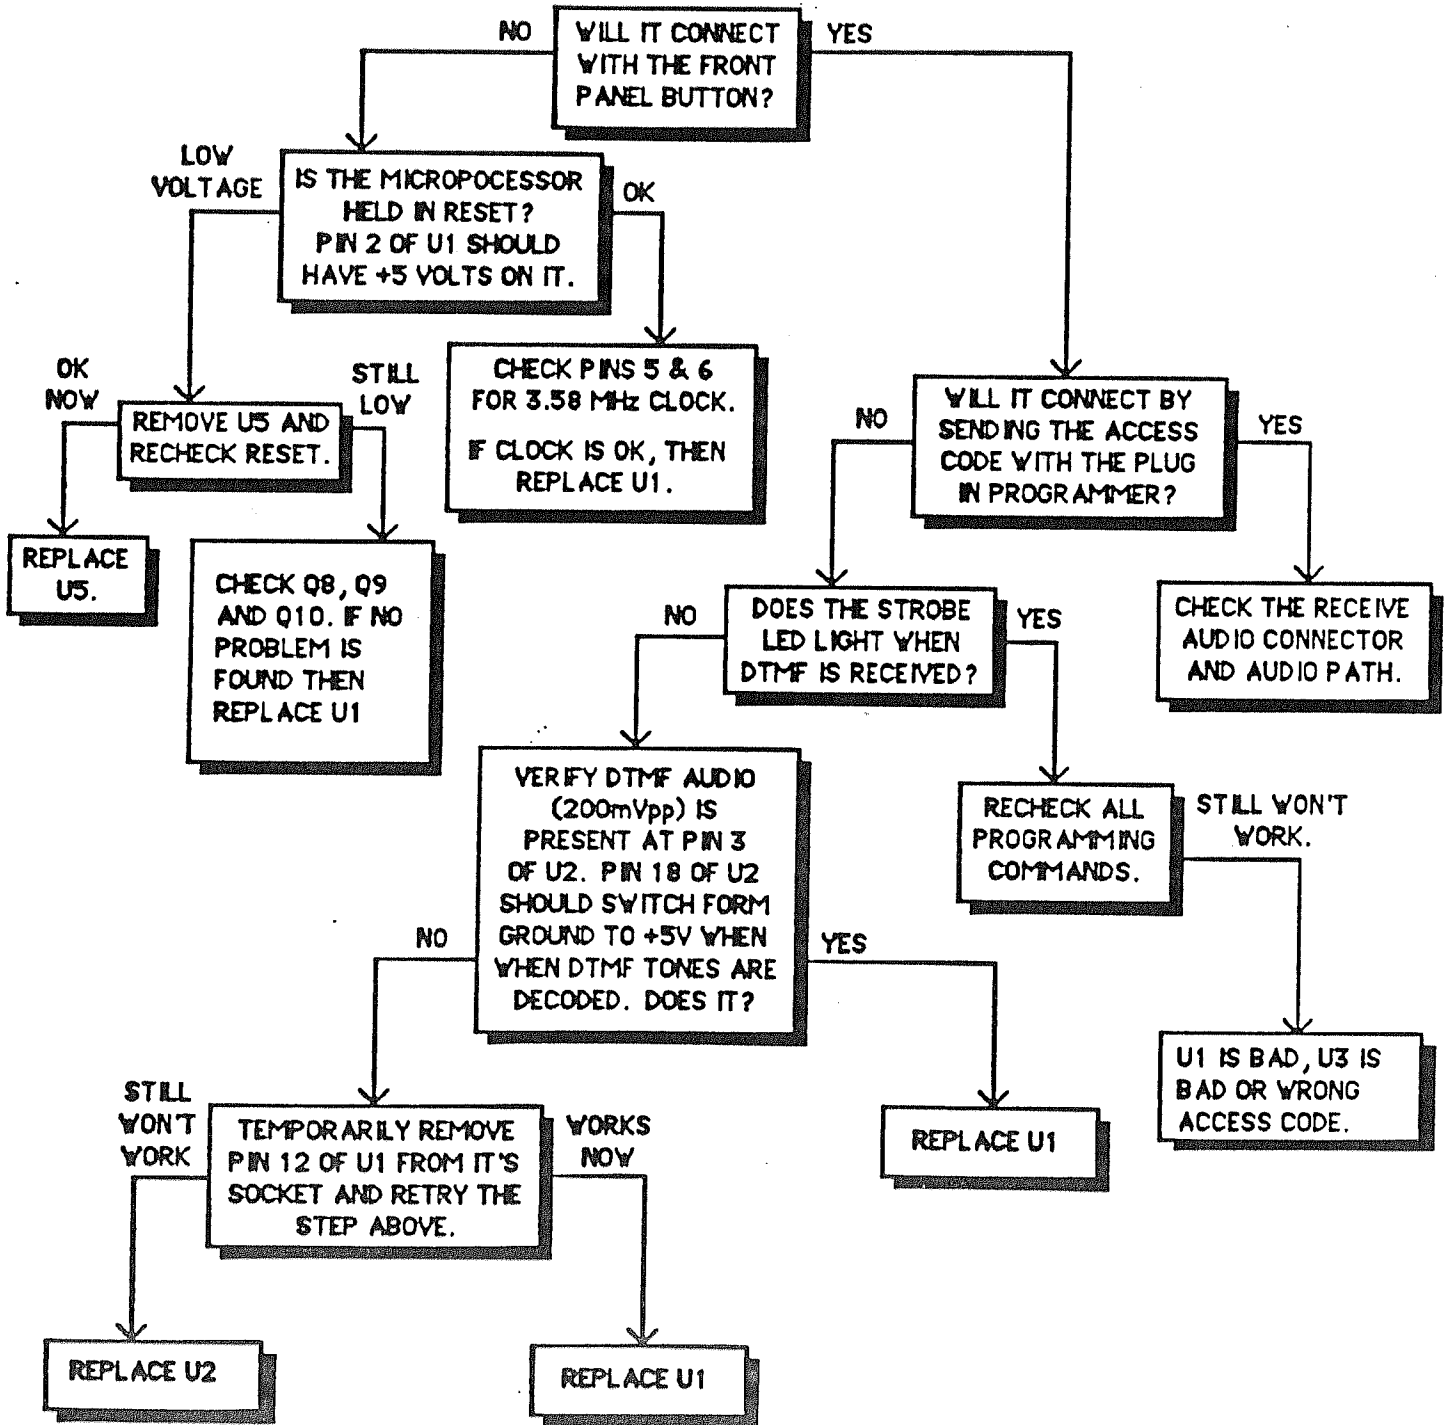 NO
WILL IT CONNECT
WITH THE FRONT
PANEL BUTTON?
YES
LOW
VOLTAGE
IS THE MICROPOCESSOR
HELD IN RESET?
PIN 2 OF U1 SHOULD
HAVE +5 VOLTS ON IT.
OK
OK
NOW
REMOVE U5 AND
RECHECK RESET.
STILL
LOW
CHECK PINS 5 & 6
FOR 3.58 MHz CLOCK.
IF CLOCK IS OK, THEN
REPLACE U1.
NO
WILL IT CONNECT BY
SENDING THE ACCESS
CODE WITH THE PLUG
IN PROGRAMMER?
YES
REPLACE
U5.
CHECK Q8, Q9
AND Q10. IF NO
PROBLEM IS
FOUND THEN
REPLACE U1
NO
DOES THE STROBE
LED LIGHT WHEN
DTMF IS RECEIVED?
YES
CHECK THE RECEIVE
AUDIO CONNECTOR
AND AUDIO PATH.
VERIFY DTMF AUDIO
(200mVpp) IS
PRESENT AT PIN 3
OF U2. PIN 18 OF U2
SHOULD SWITCH FORM
GROUND TO +5V WHEN
WHEN DTMF TONES ARE
DECODED. DOES IT?
NO
YES
RECHECK ALL
PROGRAMMING
COMMANDS.
STILL WON'T
WORK.
U1 IS BAD, U3 IS
BAD OR WRONG
ACCESS CODE.
STILL
WON'T
WORK
TEMPORARILY REMOVE
PIN 12 OF U1 FROM IT'S
SOCKET AND RETRY THE
STEP ABOVE.
WORKS
NOW
REPLACE U1
REPLACE U2
REPLACE U1